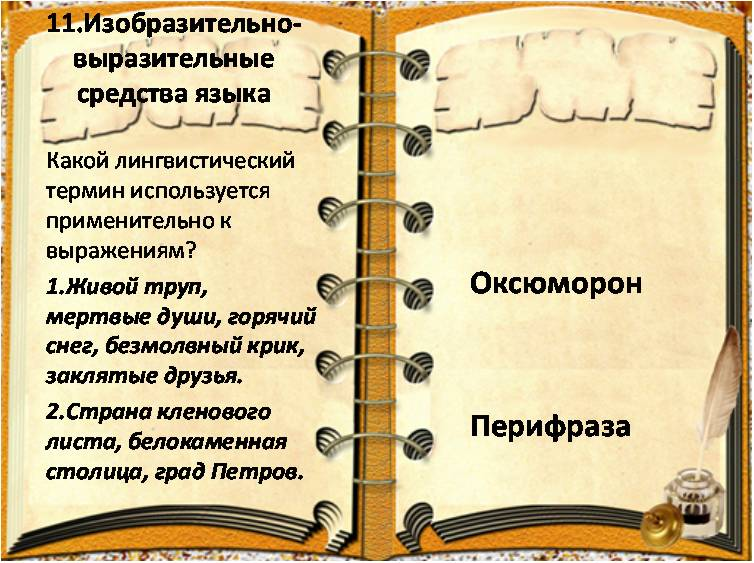 11.Изобразительно-
выразительные
средства языка
Какой лингвистический
термин используется
применительно к
выражениям?
1.Живой труп,
мертвые души, горячий
снег, безмолвный крик,
заклятые друзья.
2.Страна кленового
листа, белокаменная
столица, град Петров.
Оксюморон
Перифраза